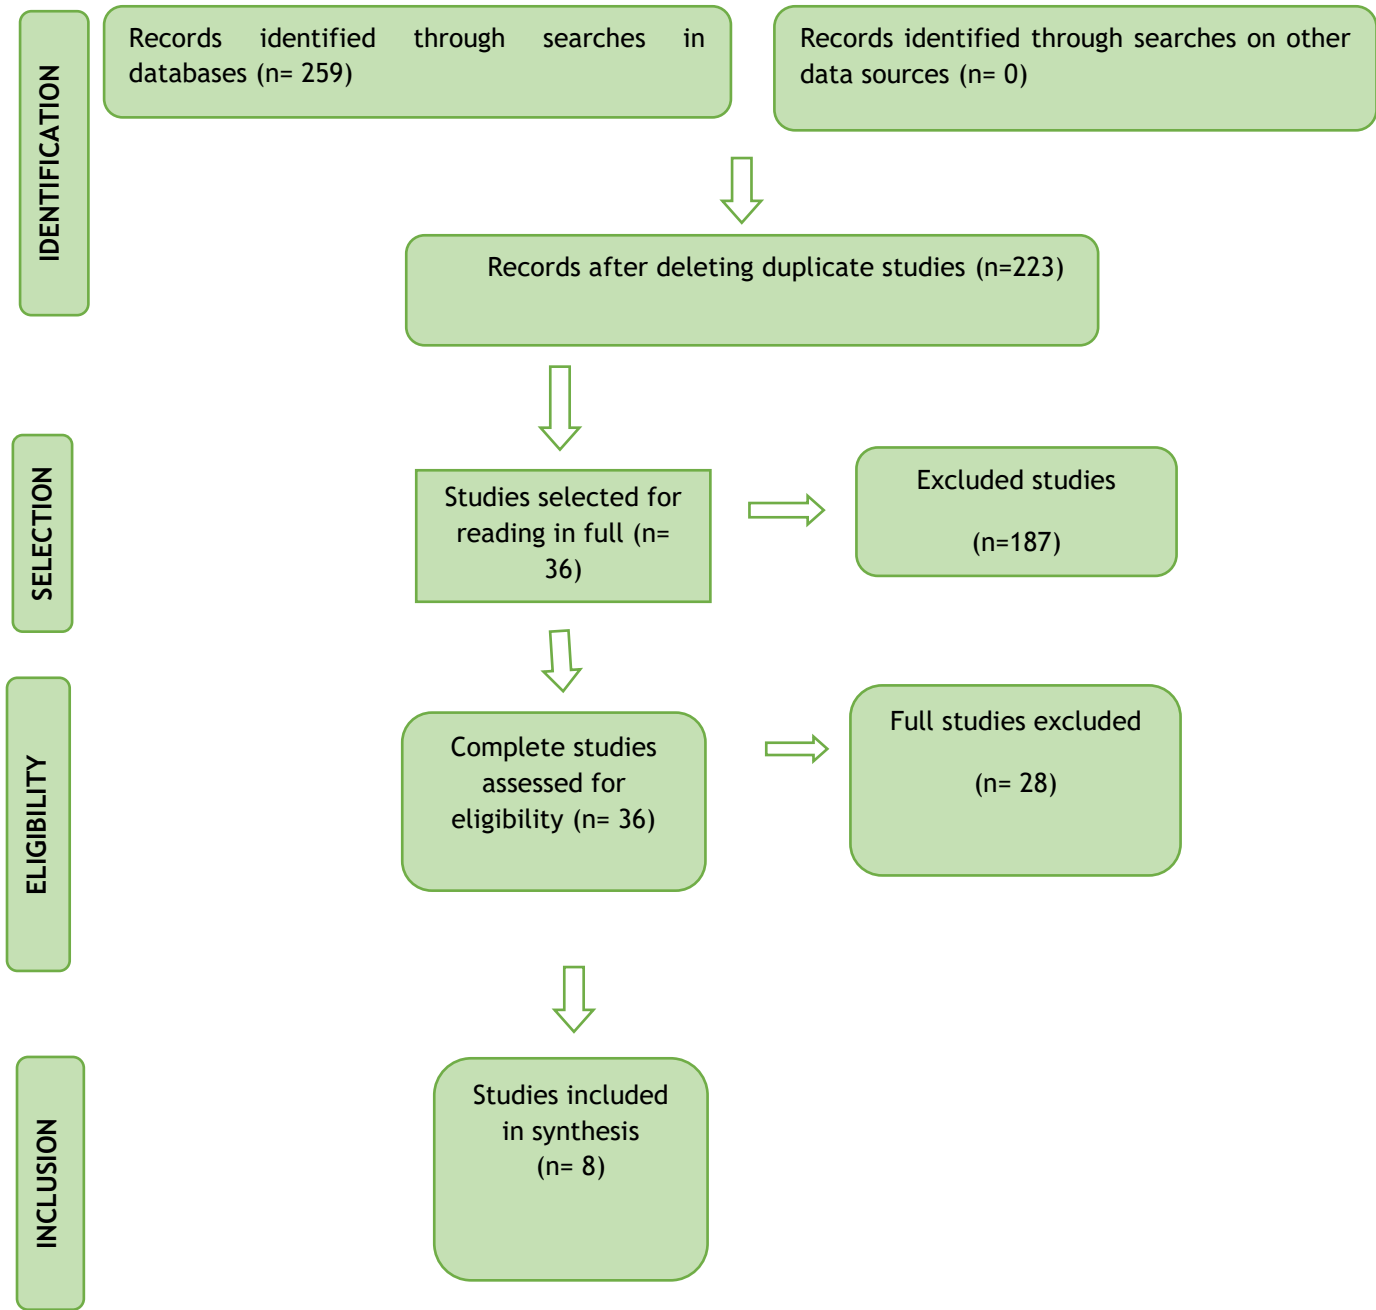 IDENTIFICATION
Records identified through searches in
databases (n= 259)
Records identified through searches on other
data sources (n= 0)
Records after deleting duplicate studies (n=223)
SELECTION
Studies selected for
reading in full (n=
36)
Excluded studies
(n=187)
ELIGIBILITY
Complete studies
assessed for
eligibility (n= 36)
Full studies excluded
(n= 28)
INCLUSION
Studies included
in synthesis
(n= 8)